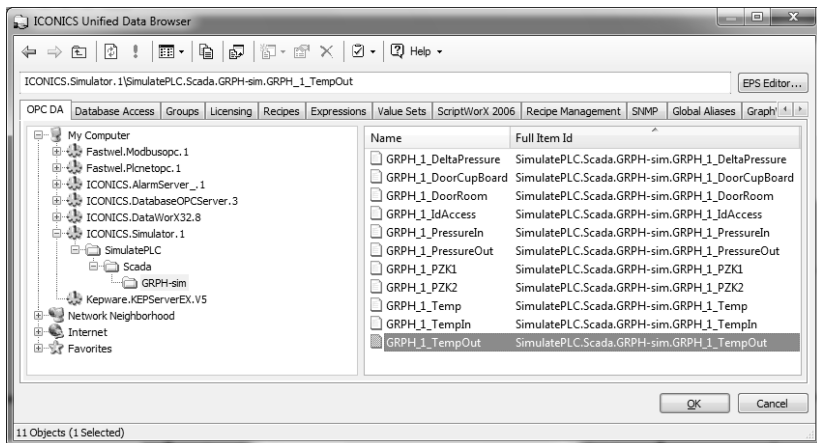 ICONICS Unified Data Browser
Help
ICONICS.Simulator.1\SimulatePLC.Scada.GRPH-sim.GRPH_1_TempOut
EPS Editor...
OPC DA Database Access Groups Licensing Recipes Expressions Value Sets ScriptWorX 2006 Recipe Management SNMP Global Aliases Graph
My Computer
Fastwel.Modbusopc.1
Fastwel.Plcnetopc.1
ICONICS.AlarmServer_.1
ICONICS.DatabaseOPCServer.3
ICONICS.DataWorX32.8
ICONICS.Simulator.1
SimulatePLC
Scada
GRPH-sim
Kepware.KEPServerEX.V5
Network Neighborhood
Internet
Favorites
Name Full Item Id
GRPH_1_DeltaPressure SimulatePLC.Scada.GRPH-sim.GRPH_1_DeltaPressure
GRPH_1_DoorCupBoard SimulatePLC.Scada.GRPH-sim.GRPH_1_DoorCupBoard
GRPH_1_DoorRoom SimulatePLC.Scada.GRPH-sim.GRPH_1_DoorRoom
GRPH_1_IdAccess SimulatePLC.Scada.GRPH-sim.GRPH_1_IdAccess
GRPH_1_PressureIn SimulatePLC.Scada.GRPH-sim.GRPH_1_PressureIn
GRPH_1_PressureOut SimulatePLC.Scada.GRPH-sim.GRPH_1_PressureOut
GRPH_1_PZK1 SimulatePLC.Scada.GRPH-sim.GRPH_1_PZK1
GRPH_1_PZK2 SimulatePLC.Scada.GRPH-sim.GRPH_1_PZK2
GRPH_1_Temp SimulatePLC.Scada.GRPH-sim.GRPH_1_Temp
GRPH_1_TempIn SimulatePLC.Scada.GRPH-sim.GRPH_1_TempIn
GRPH_1_TempOut SimulatePLC.Scada.GRPH-sim.GRPH_1_TempOut
OK Cancel
11 Objects (1 Selected)